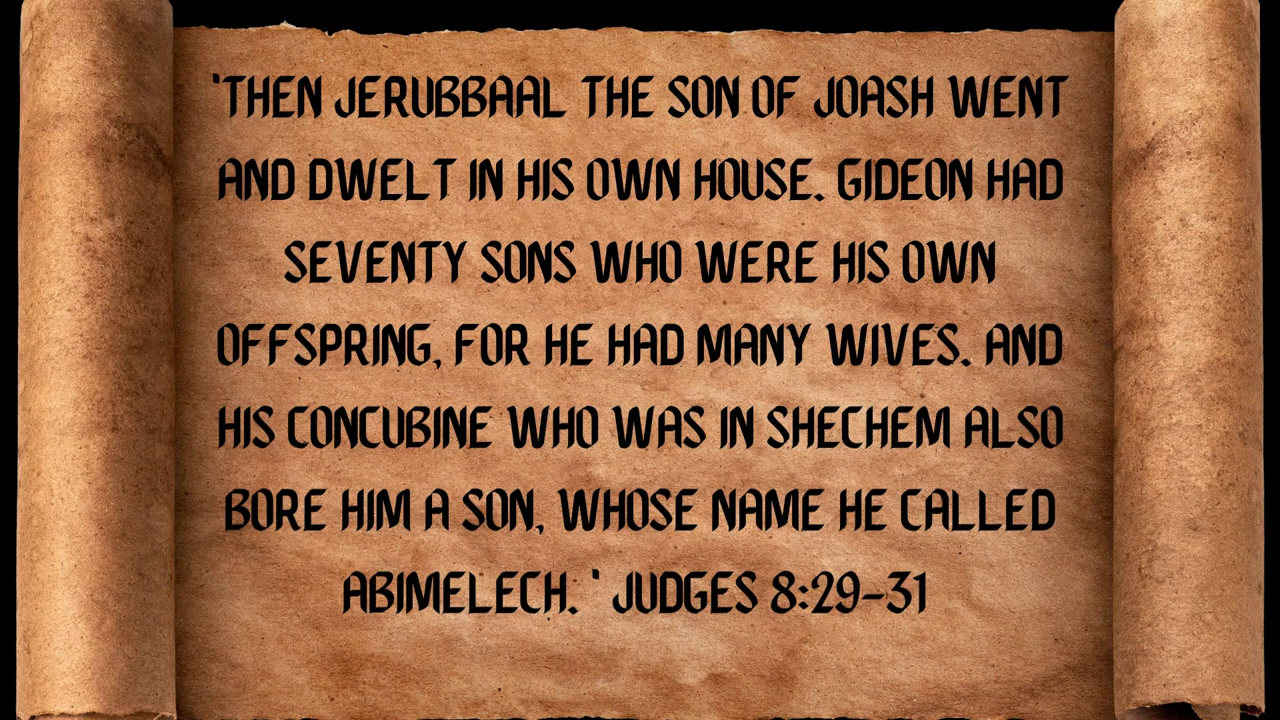 'THEN JERUBBAAL THE SON OF JOASH WENT
AND DWELT IN HIS OWN HOUSE. GIDEON HAD
SEVENTY SONS WHO WERE HIS OWN
OFFSPRING, FOR HE HAD MANY WIVES. AND
HIS CONCUBINE WHO WAS IN SHECHEM ALSO
BORE HIM A SON, WHOSE NAME HE CALLED
ABIMELECH. ' JUDGES 8:29-31